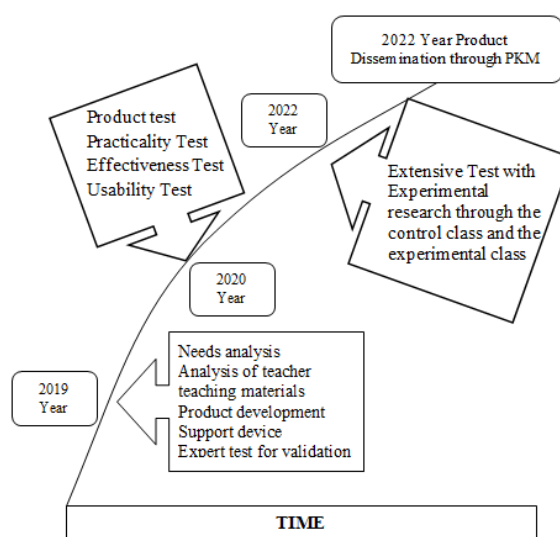 2022 Year Product
Dissemination through PKM
Product test
Practicality Test
Effectiveness Test
Usability Test
2022
Year
Extensive Test with
Experimental
research through the
control class and the
experimental class
2020
Year
Needs analysis
Analysis of teacher
teaching materials
Product development
Support device
Expert test for validation
2019
Year
TIME